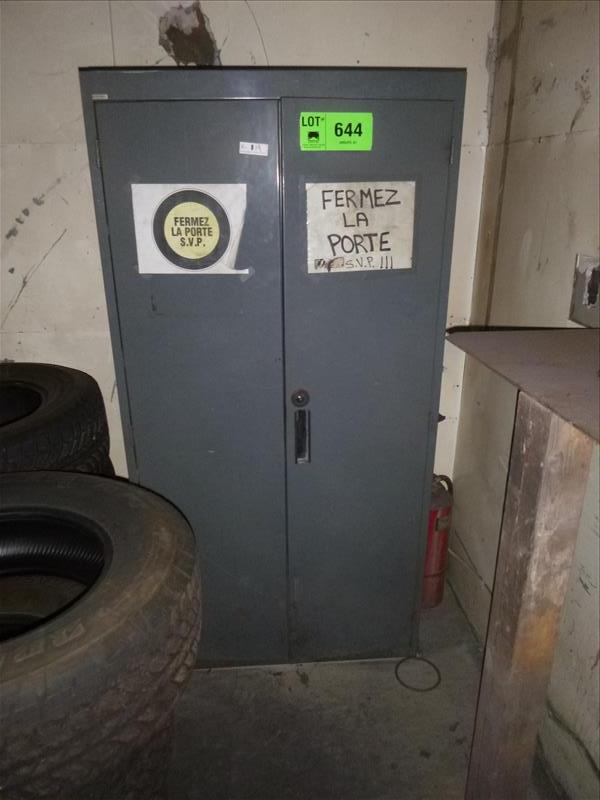 LOT
644
FERMEZ
LA PORTE
S.V.P.
FERMEZ
LA
PORTE
S.V.P. !!!